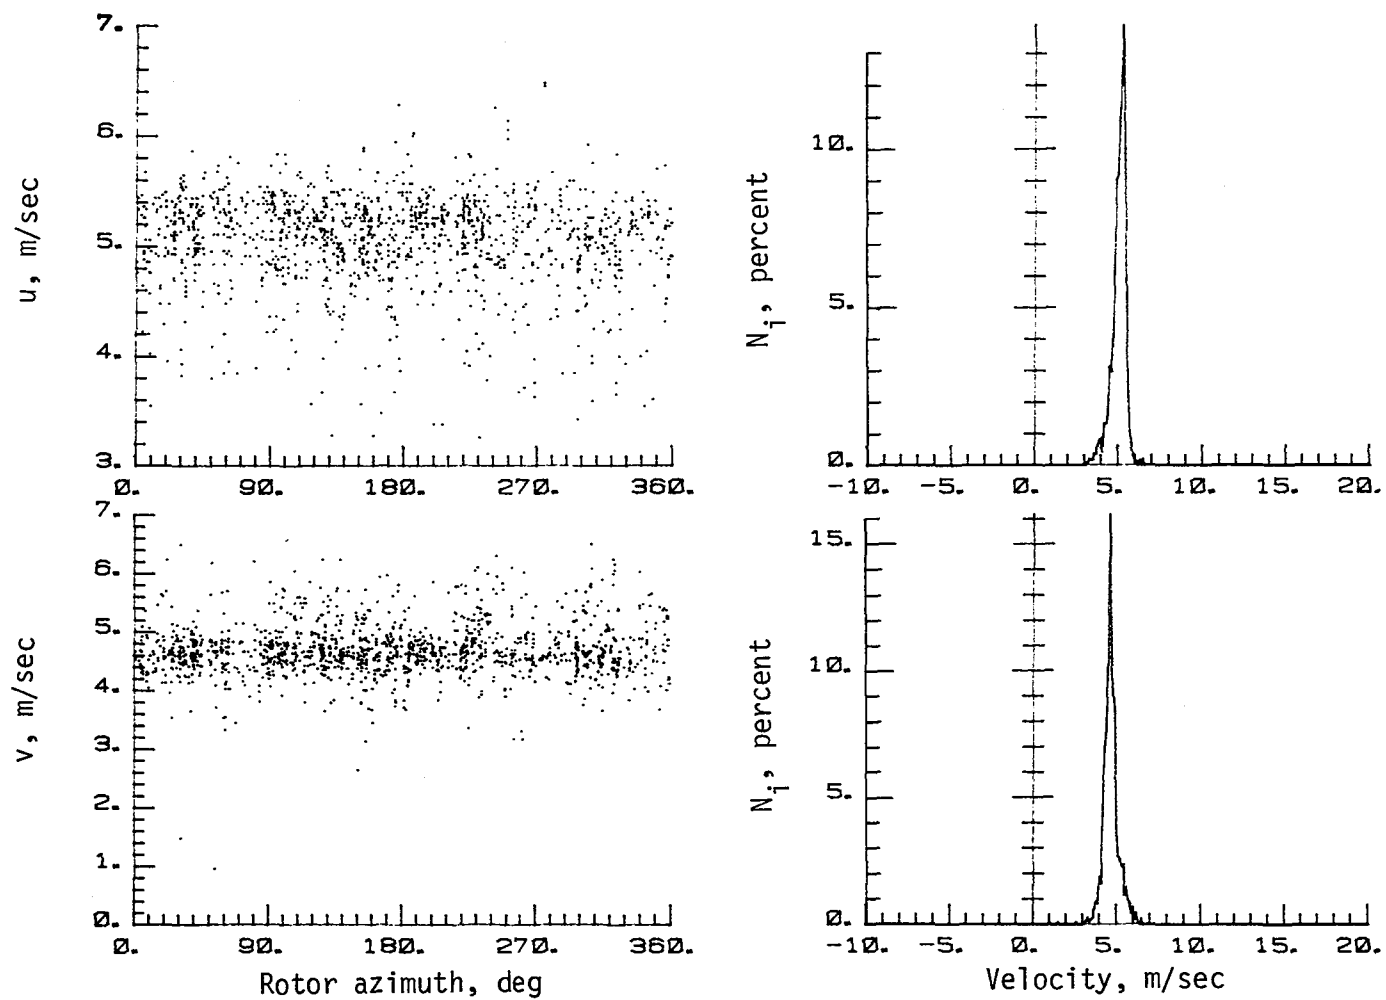 7.
6.
5.
4.
3.
u, m/sec
0. 90. 180. 270. 360.
10.
5.
0.
N_i, percent
-10. -5. 0. 5. 10. 15. 20.
7.
6.
5.
4.
3.
2.
1.
0.
v, m/sec
0. 90. 180. 270. 360.
Rotor azimuth, deg
15.
10.
5.
0.
N_i, percent
-10. -5. 0. 5. 10. 15. 20.
Velocity, m/sec